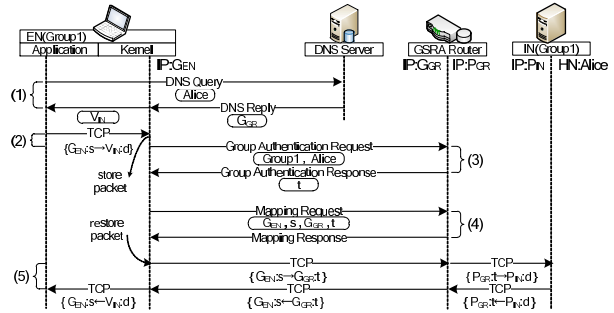 EN(Group1)
Application Kernel
DNS Server
GSRA Router
IN(Group1)
IP:GEN
IP:GGR IP:PGR
IP:PIN HN:Alice
(1)
DNS Query
Alice
DNS Reply
VIN
GGR
(2)
TCP
{GEN:s→VIN:d}
Group Authentication Request
Group1, Alice
(3)
Group Authentication Response
t
store
packet
Mapping Request
GEN, s, GGR, t
(4)
Mapping Response
restore
packet
(5)
TCP
{GEN:s→GGR:t}
TCP
{PGR:t→PIN:d}
TCP
{GEN:s←VIN:d}
TCP
{GEN:s←GGR:t}
TCP
{PGR:t←PIN:d}